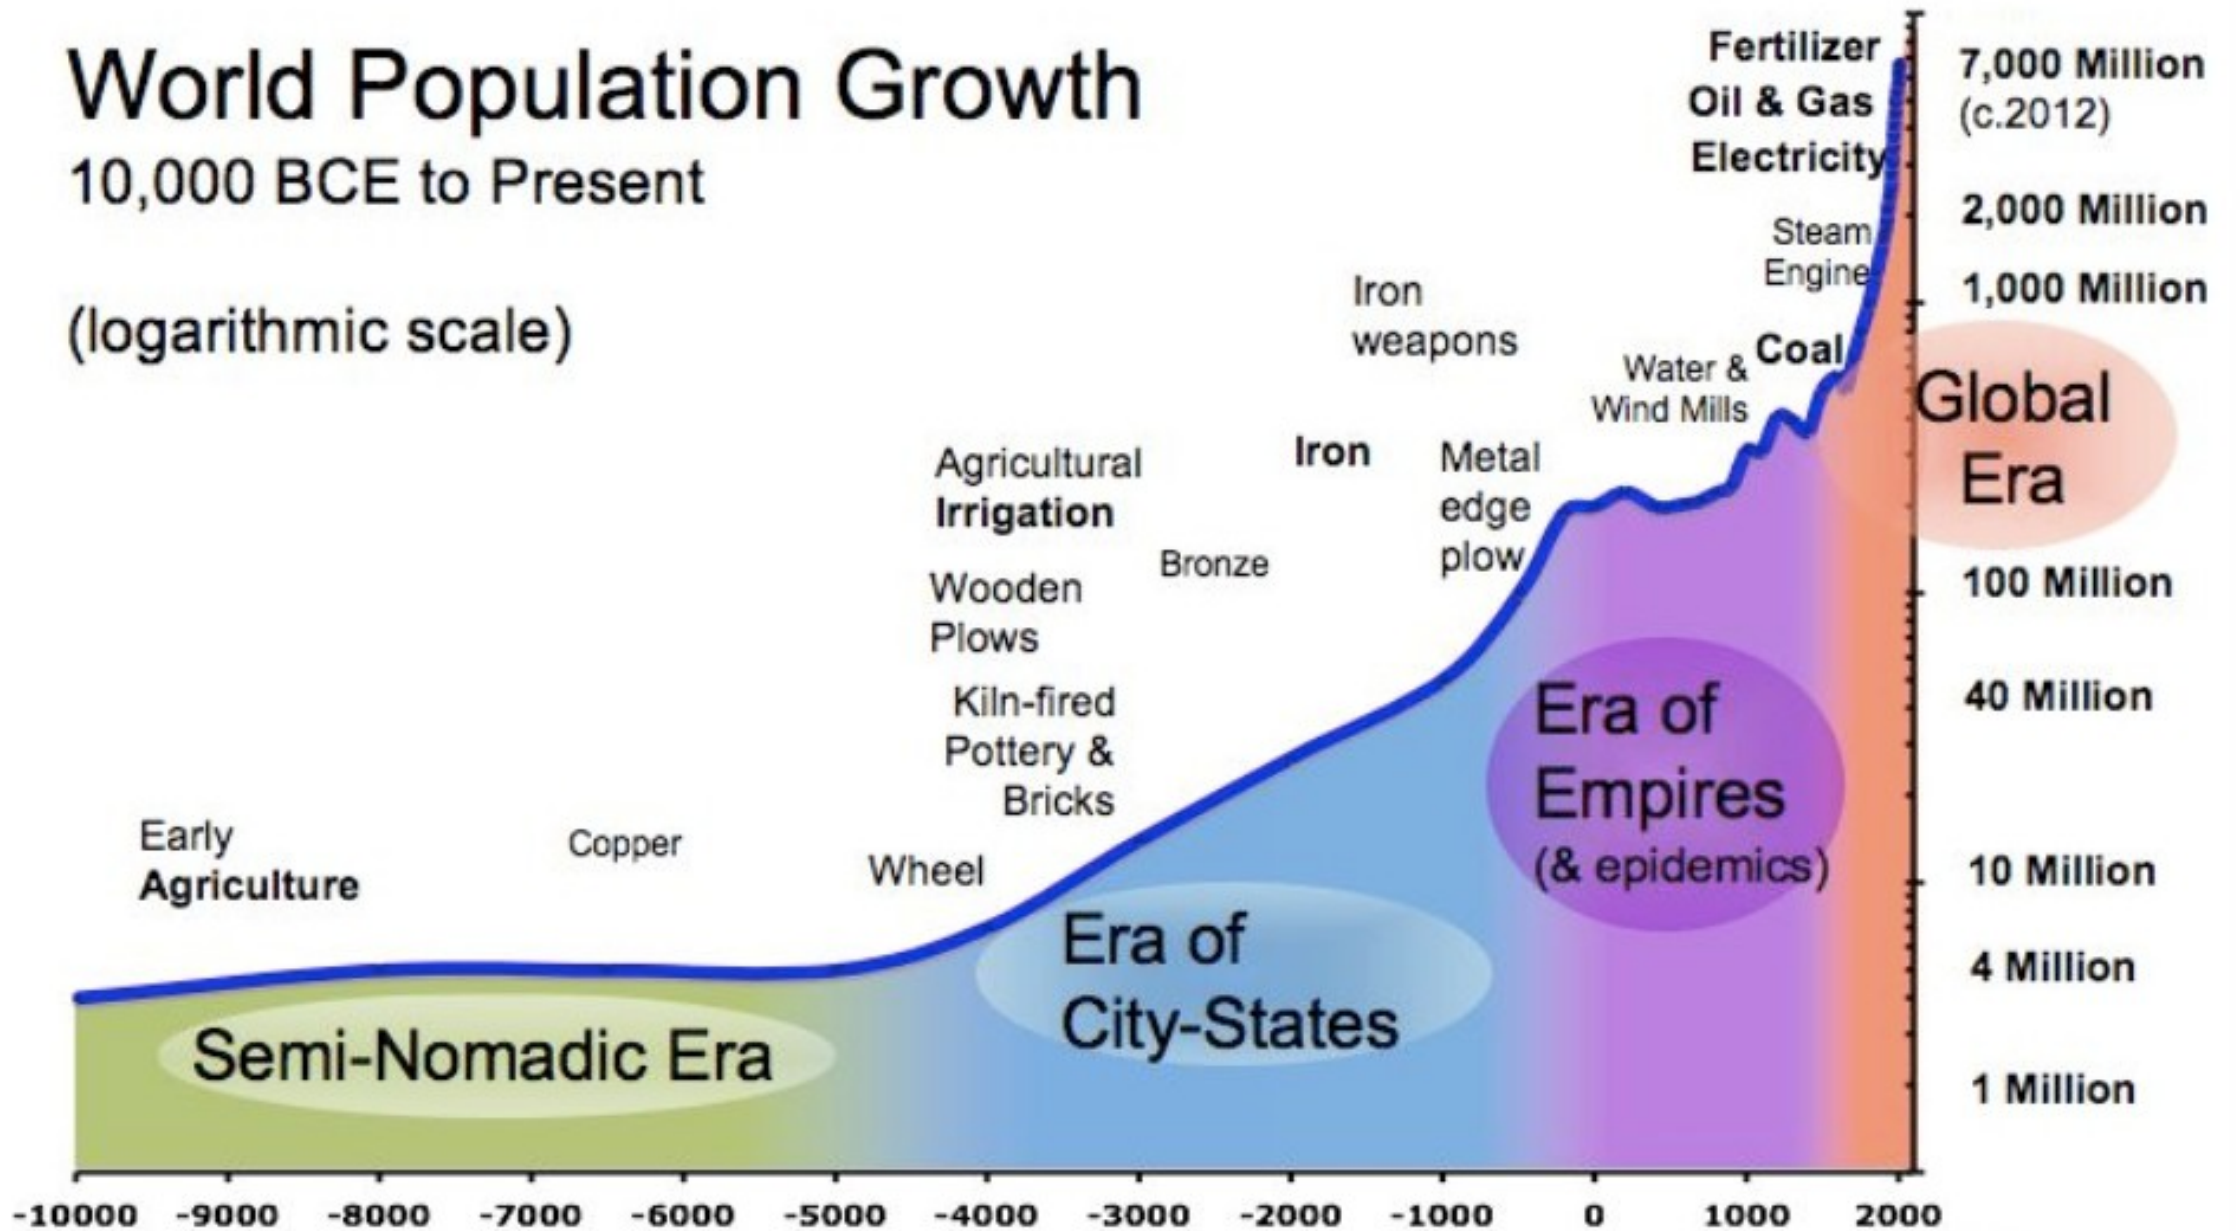 World Population Growth
10,000 BCE to Present
(logarithmic scale)
Early
Agriculture
Copper
Wheel
Kiln-fired
Pottery &
Bricks
Wooden
Plows
Agricultural
Irrigation
Bronze
Iron
Iron
weapons
Metal
edge
plow
Water &
Wind Mills
Coal
Steam
Engine
Electricity
Oil & Gas
Fertilizer
Semi-Nomadic Era
Era of
City-States
Era of
Empires
(& epidemics)
Global
Era
7,000 Million
(c.2012)
2,000 Million
1,000 Million
100 Million
40 Million
10 Million
4 Million
1 Million
-10000 -9000 -8000 -7000 -6000 -5000 -4000 -3000 -2000 -1000 0 1000 2000